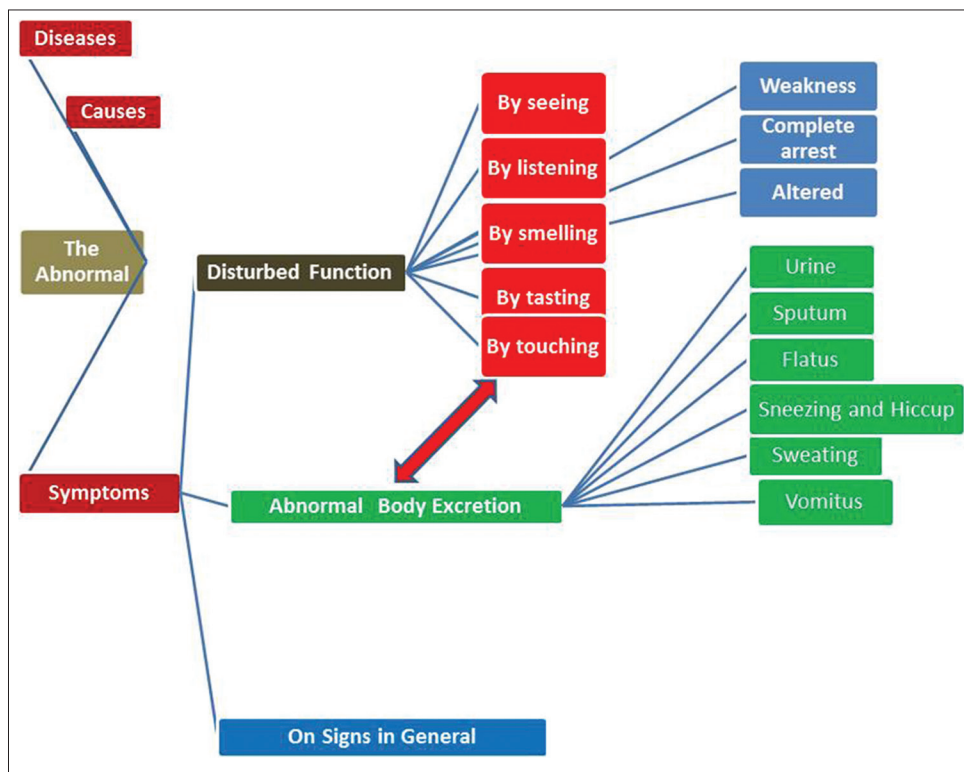 Diseases
Causes
The
Abnormal
Symptoms
Disturbed Function
Abnormal Body Excretion
On Signs in General
By seeing
By listening
By smelling
By tasting
By touching
Weakness
Complete
arrest
Altered
Urine
Sputum
Flatus
Sneezing and Hiccup
Sweating
Vomitus